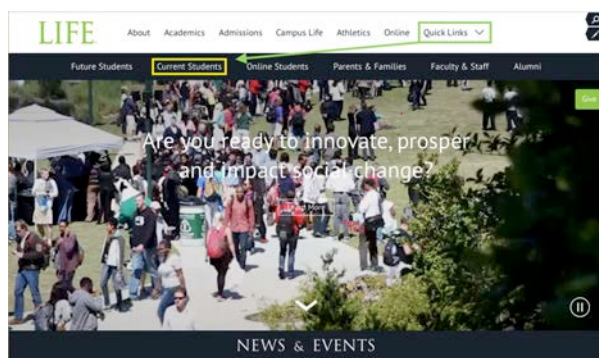 LIFE
About Academics Admissions Campus Life Athletics Online Quick Links
Future Students Current Students Online Students Parents & Families Faculty & Staff Alumni
Give
Are you ready to innovate, prosper
and impact social change?
Read More
NEWS & EVENTS